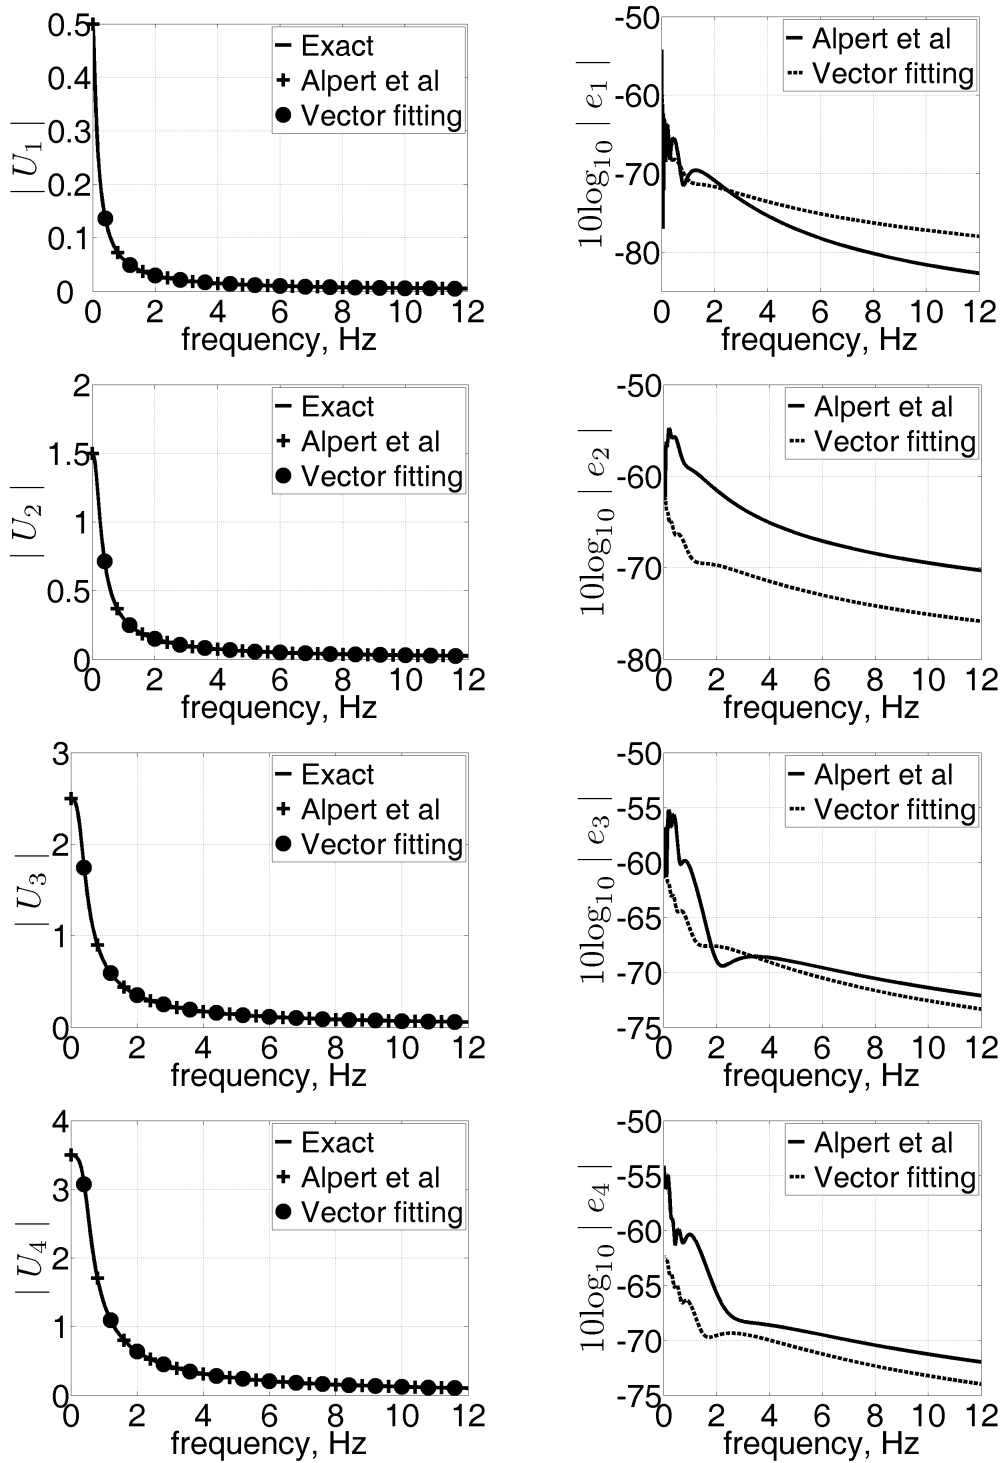 | U1 |
0.5
0.4
0.3
0.2
0.1
0
Exact
Alpert et al
Vector fitting
0 2 4 6 8 10 12
frequency, Hz
10log10 | e1 |
-50
-60
-70
-80
Alpert et al
Vector fitting
0 2 4 6 8 10 12
frequency, Hz
| U2 |
2
1.5
1
0.5
0
Exact
Alpert et al
Vector fitting
0 2 4 6 8 10 12
frequency, Hz
10log10 | e2 |
-50
-60
-70
-80
Alpert et al
Vector fitting
0 2 4 6 8 10 12
frequency, Hz
| U3 |
3
2
1
0
Exact
Alpert et al
Vector fitting
0 2 4 6 8 10 12
frequency, Hz
10log10 | e3 |
-50
-55
-60
-65
-70
-75
Alpert et al
Vector fitting
0 2 4 6 8 10 12
frequency, Hz
| U4 |
4
3
2
1
0
Exact
Alpert et al
Vector fitting
0 2 4 6 8 10 12
frequency, Hz
10log10 | e4 |
-50
-55
-60
-65
-70
-75
Alpert et al
Vector fitting
0 2 4 6 8 10 12
frequency, Hz